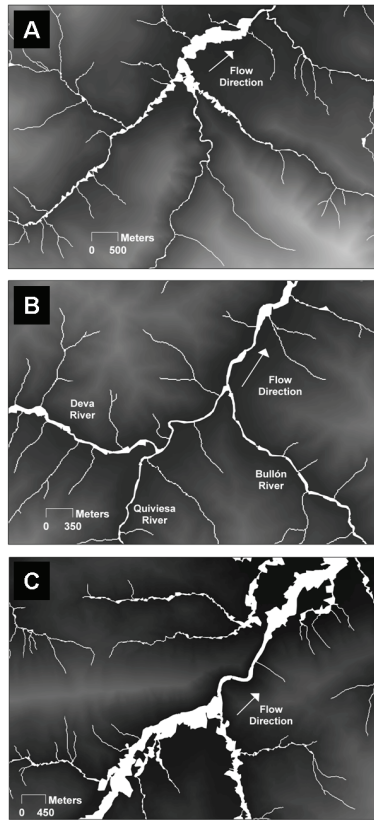 A
Flow
Direction
Meters
0 500
B
Deva
River
Flow
Direction
Bullón
River
Quiviesa
River
Meters
0 350
C
Flow
Direction
Meters
0 450